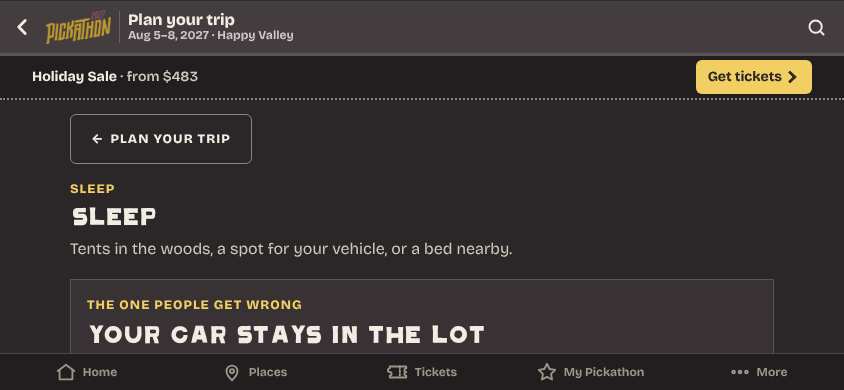 PICKATHON
Plan your trip
Aug 5–8, 2027 · Happy Valley
Holiday Sale · from $483
Get tickets
← PLAN YOUR TRIP
SLEEP
SLEEP
Tents in the woods, a spot for your vehicle, or a bed nearby.
THE ONE PEOPLE GET WRONG
YOUR CAR STAYS IN THE LOT
Home
Places
Tickets
My Pickathon
More